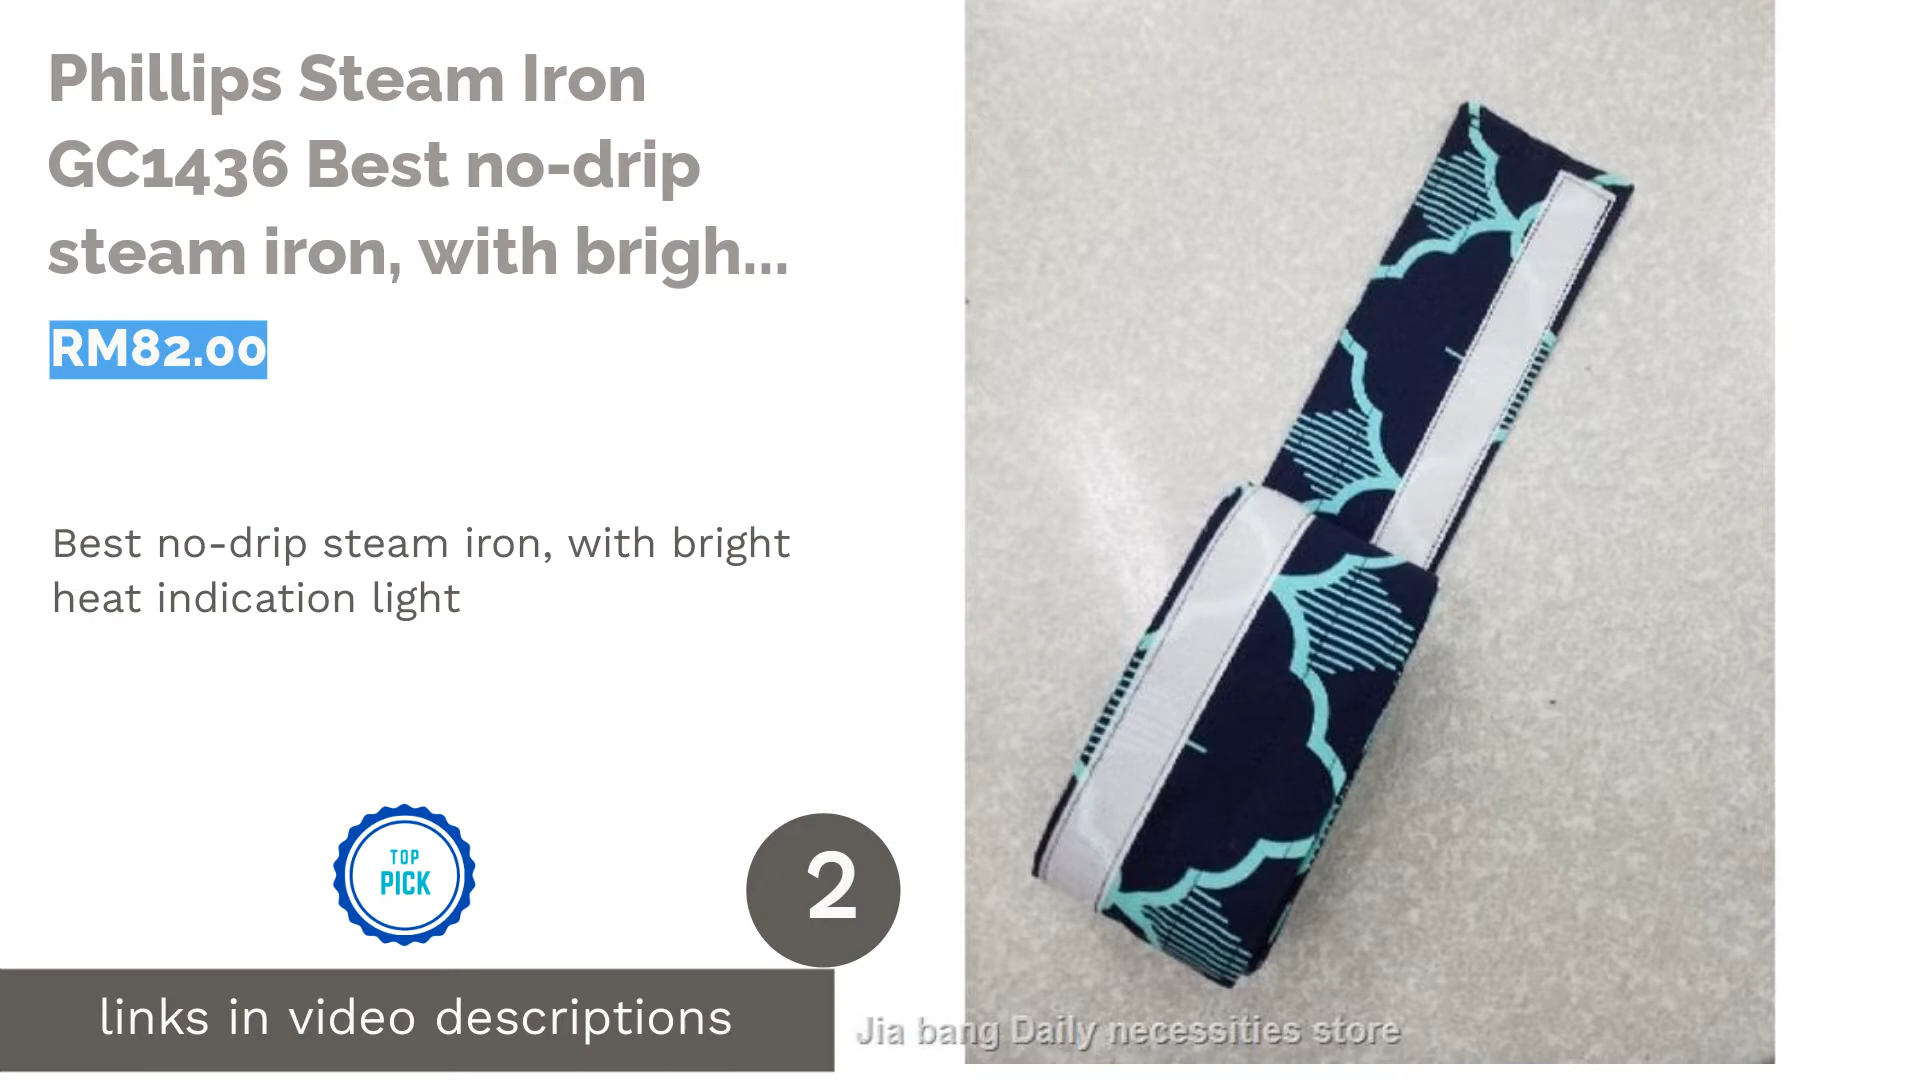 Phillips Steam Iron
GC1436 Best no-drip
steam iron, with brigh...
RM82.00
Best no-drip steam iron, with bright
heat indication light
TOP
PICK
2
links in video descriptions
Jia bang Daily necessities store